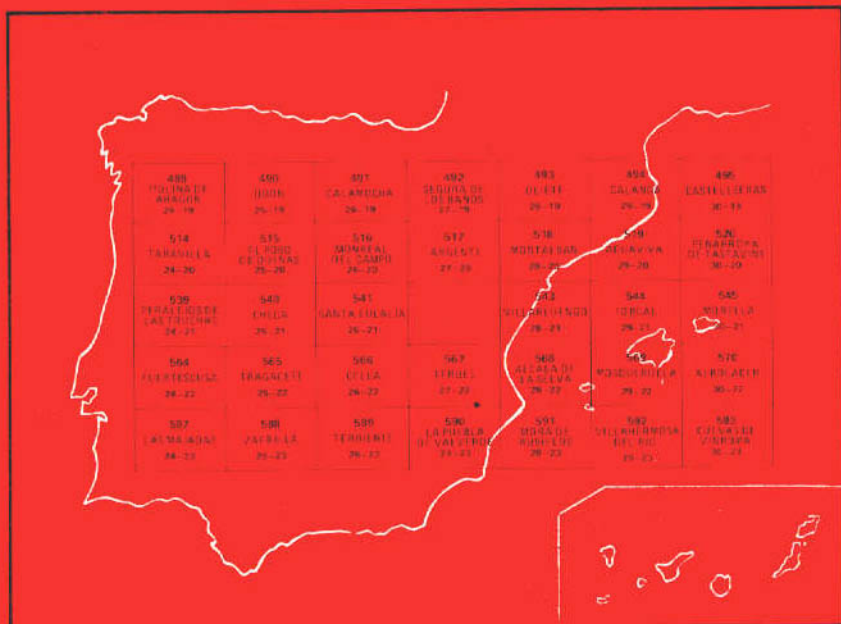 489
MOLINA DE
ARAGON
490
ODON
25-19
491
CALAMOCHA
26-19
492
SEGURA DE
LOS BAÑOS
27-19
493
OLIETE
28-19
494
CALANDA
29-19
495
CASTELLSERAS
30-19
514
TARAVILLA
24-20
515
EL POBO
DE DUEÑAS
25-20
516
MONREAL
DEL CAMPO
26-20
517
ARGENTE
27-20
518
MONTALBAN
28-20
519
AGUAVIVA
29-20
520
PEÑARROYA
DE TASTAVINS
30-20
539
PERALEJOS DE
LAS TRUCHAS
24-21
540
CHECA
25-21
541
SANTA EULALIA
26-21
543
VILLARLUENGO
28-21
544
FORCALL
29-21
545
MORELLA
30-21
564
FUERTESCUSA
24-22
565
TRAGACETE
25-22
566
CELLA
26-22
567
TERUEL
27-22
568
ALCALA DE
LA SELVA
28-22
569
MOSQUERUELA
29-22
570
ALBOCACER
30-22
587
LAS MAJADAS
24-23
588
ZAFRILLA
25-23
589
TERRIENTE
26-23
590
LA PUEBLA
DE VALVERDE
27-23
591
MORA DE
RUBIELOS
28-23
592
VILLAHERMOSA
DEL RIO
29-23
593
CUEVAS DE
VINROMA
30-23